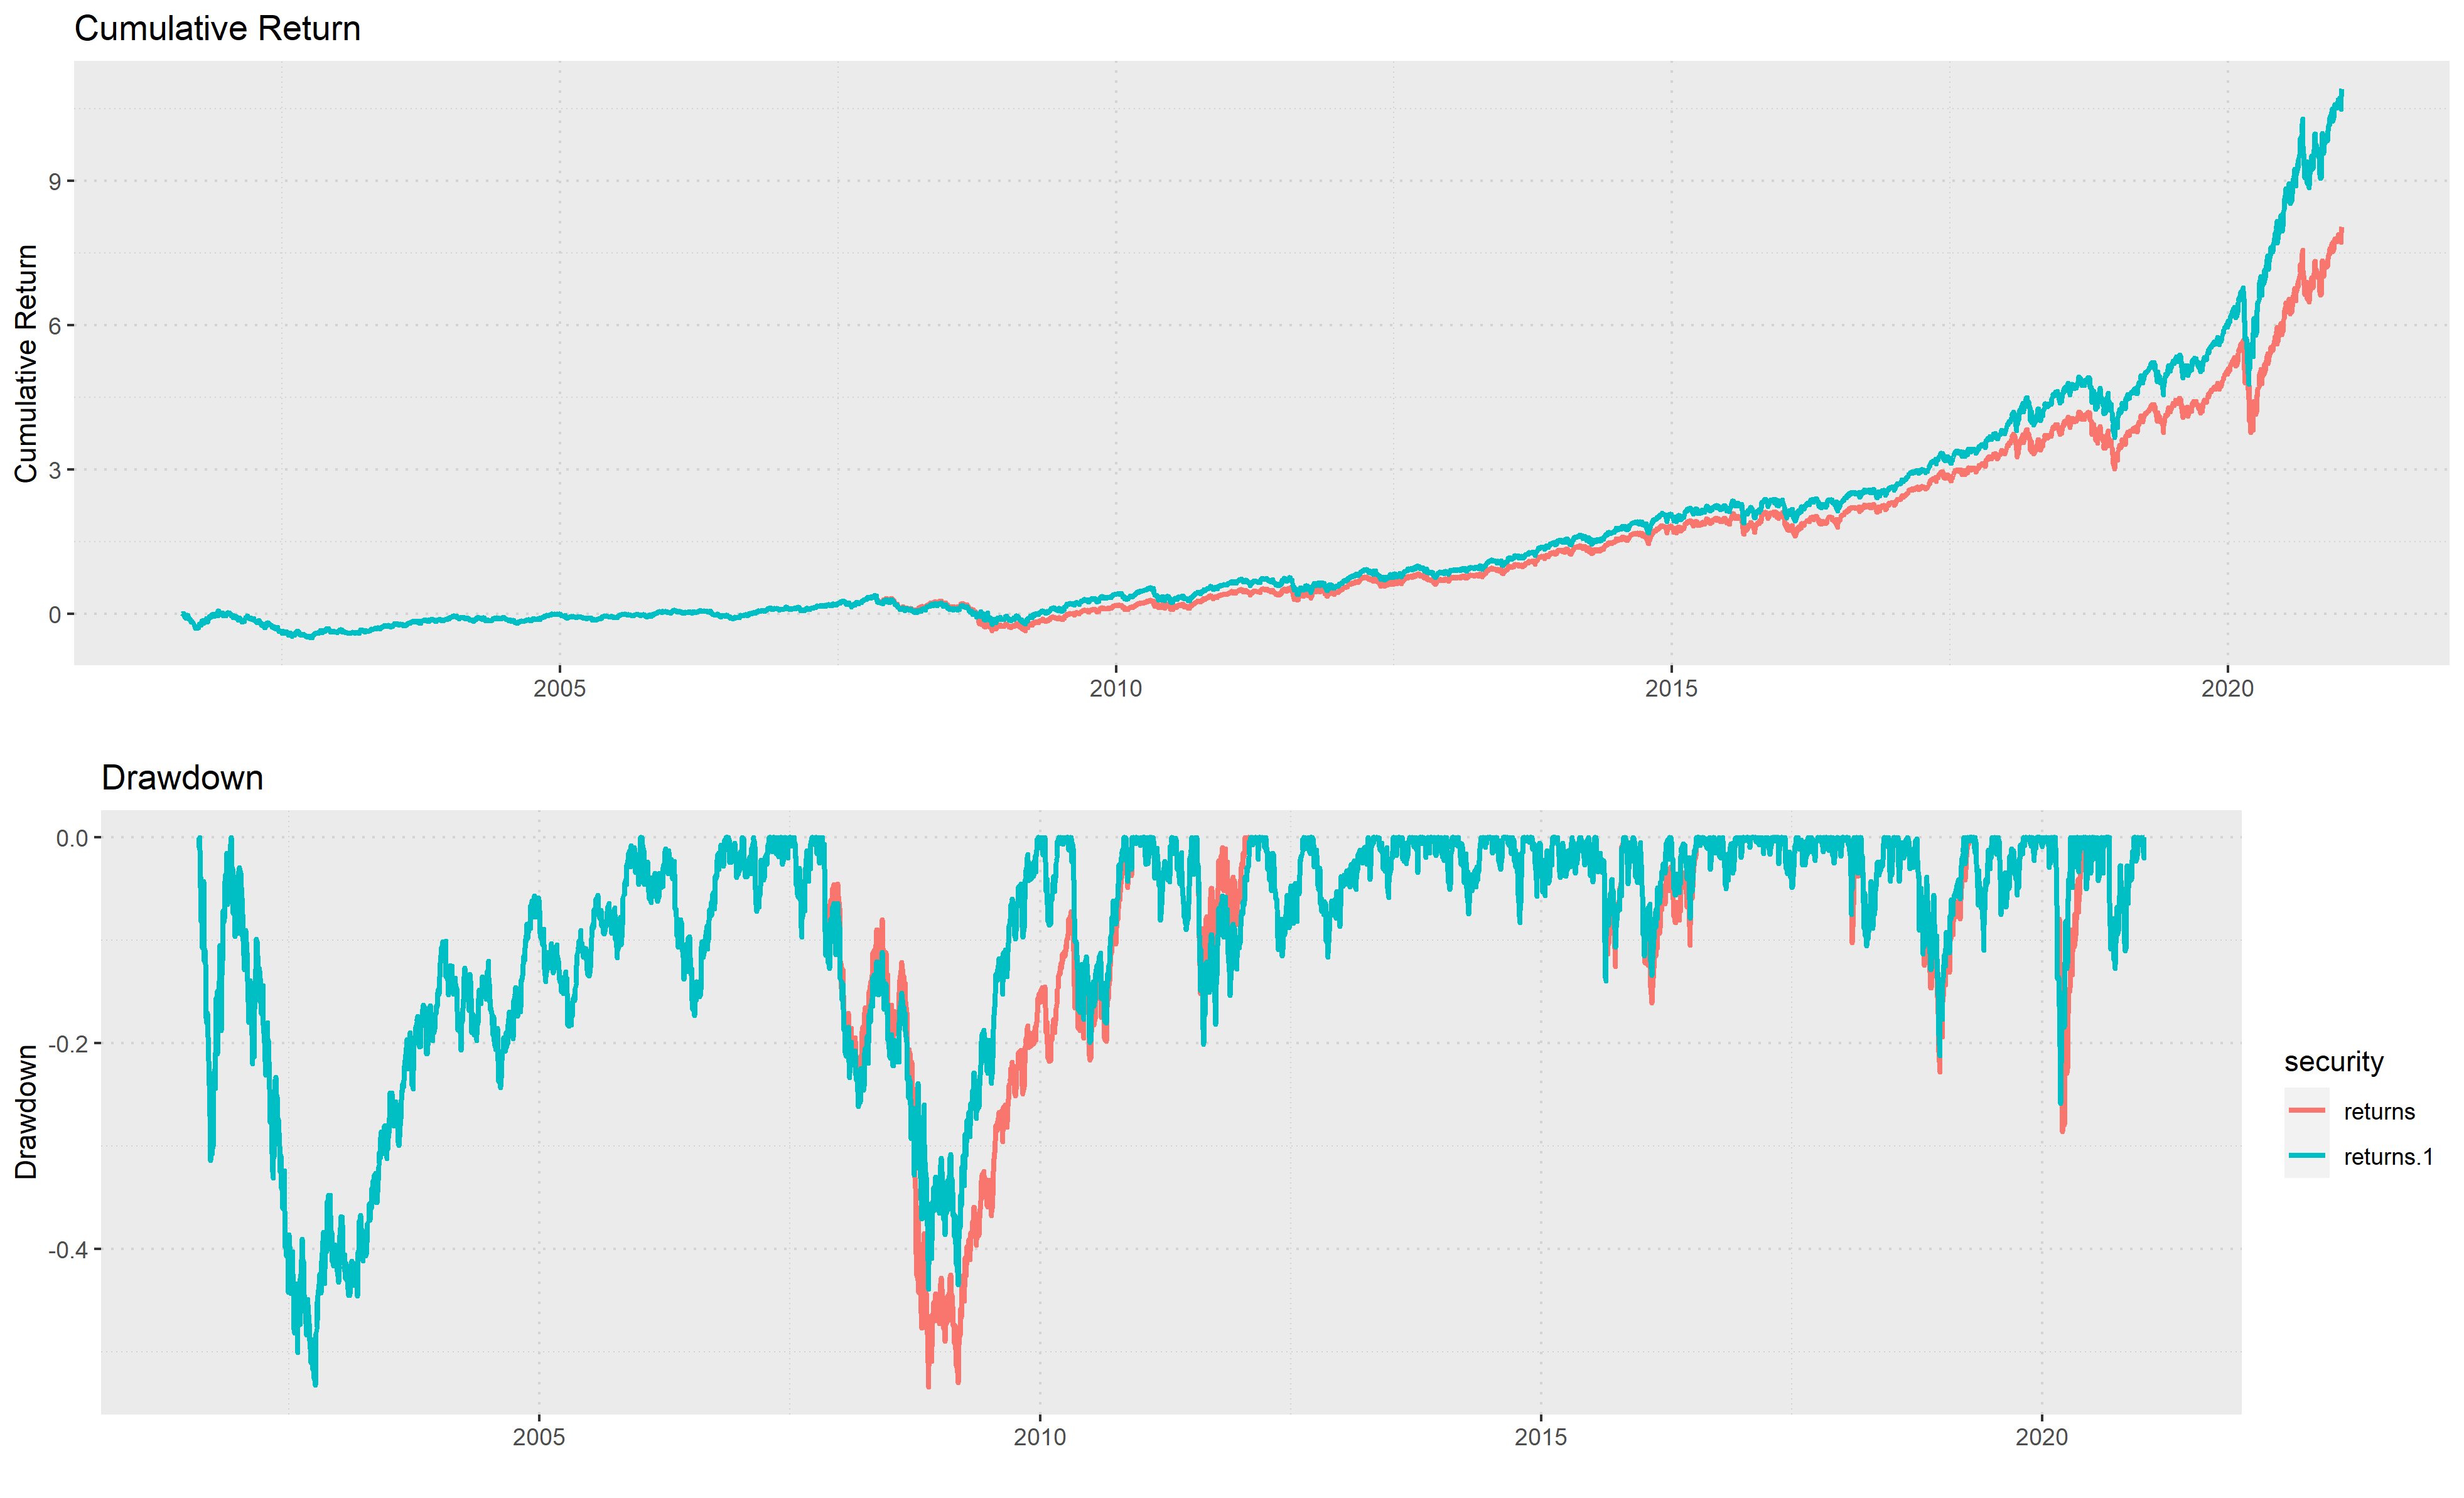 Cumulative Return
Cumulative Return
9
6
3
0
2005 2010 2015 2020
Drawdown
Drawdown
0.0
-0.2
-0.4
2005 2010 2015 2020
security
returns
returns.1